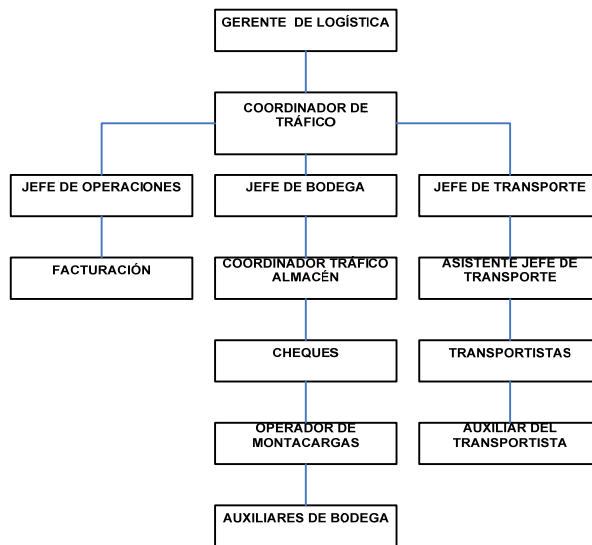 GERENTE DE LOGÍSTICA
COORDINADOR DE
TRÁFICO
JEFE DE OPERACIONES
JEFE DE BODEGA
JEFE DE TRANSPORTE
FACTURACIÓN
COORDINADOR TRÁFICO
ALMACÉN
ASISTENTE JEFE DE
TRANSPORTE
CHEQUES
TRANSPORTISTAS
OPERADOR DE
MONTACARGAS
AUXILIAR DEL
TRANSPORTISTA
AUXILIARES DE BODEGA